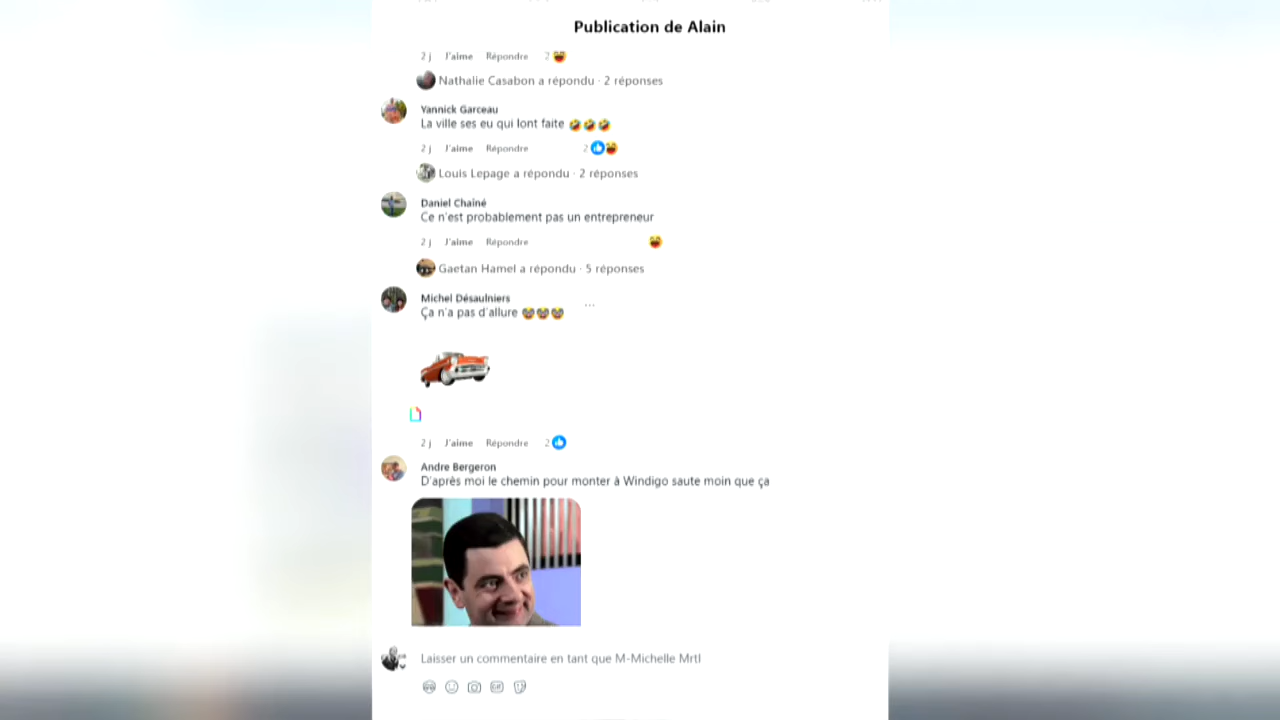 Publication de Alain
2 j J'aime Répondre 2
Nathalie Casabon a répondu · 2 réponses
Yannick Garceau
La ville ses eu qui lont faite 🤣🤣🤣
2 j J'aime Répondre 2
Louis Lepage a répondu · 2 réponses
Daniel Chainé
Ce n'est probablement pas un entrepreneur
2 j J'aime Répondre
Gaetan Hamel a répondu · 5 réponses
Michel Désaulniers
Ça n'a pas d'allure 🤡🤡🤡
2 j J'aime Répondre 2
Andre Bergeron
D'après moi le chemin pour monter à Windigo saute moin que ça
Laisser un commentaire en tant que M-Michelle Mrtl